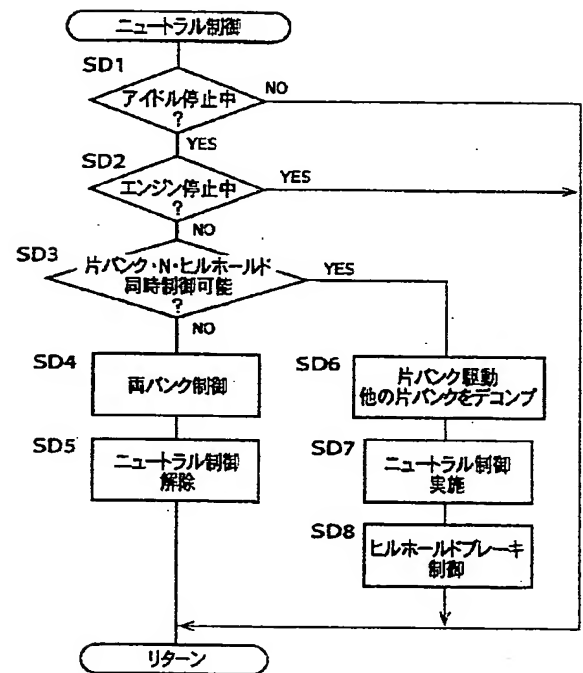 ニュートラル制御
SD1
アイドル停止中
?
NO
YES
SD2
エンジン停止中
?
YES
NO
SD3
片バンク・N・ヒルホールド
同時制御可能
?
YES
NO
SD4
両バンク制御
SD5
ニュートラル制御
解除
SD6
片バンク駆動
他の片バンクをデコンプ
SD7
ニュートラル制御
実施
SD8
ヒルホールドブレーキ
制御
リターン